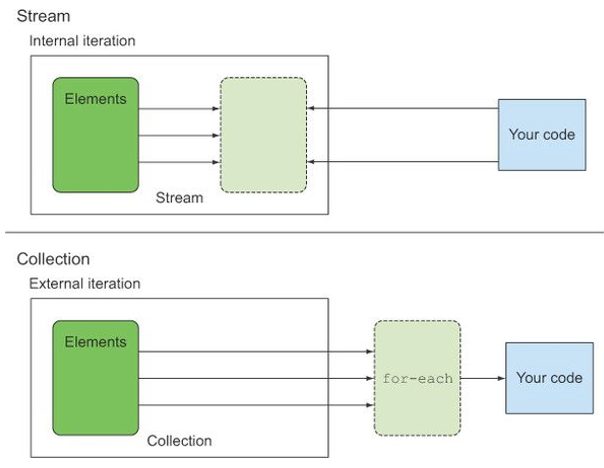 Stream
Internal iteration
Elements
Your code
Stream
Collection
External iteration
Elements
for-each
Your code
Collection